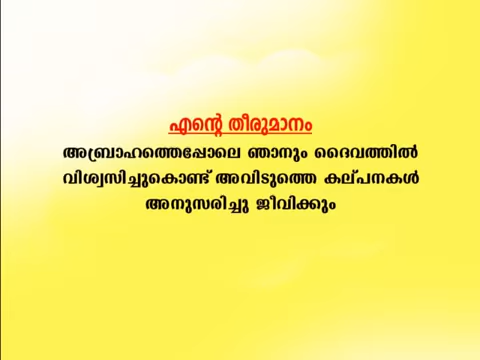 എന്റെ തീരുമാനം
അബ്രാഹത്തെപ്പോലെ ഞാനും ദൈവത്തിൽ
വിശ്വസിച്ചുകൊണ്ട് അവിടുത്തെ കല്പനകൾ
അനുസരിച്ചു ജീവിക്കും